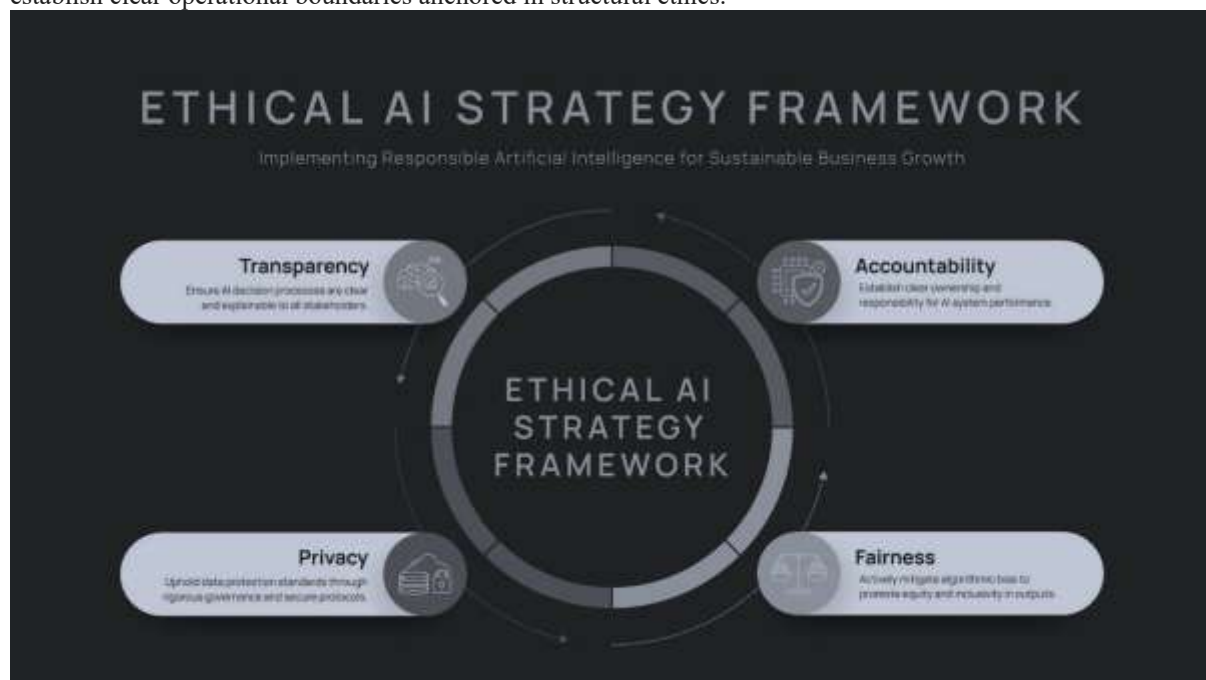 establish clear operational boundaries anchored in structural ethics.
ETHICAL AI STRATEGY FRAMEWORK
Implementing Responsible Artificial Intelligence for Sustainable Business Growth
Transparency
Ensure AI decision processes are clear
and explainable to all stakeholders.
Accountability
Establish clear ownership and
responsibility for AI system performance.
ETHICAL AI
STRATEGY
FRAMEWORK
Privacy
Uphold data protection standards through
rigorous governance and secure protocols.
Fairness
Actively mitigate algorithmic bias to
promote equity and inclusivity in outputs.